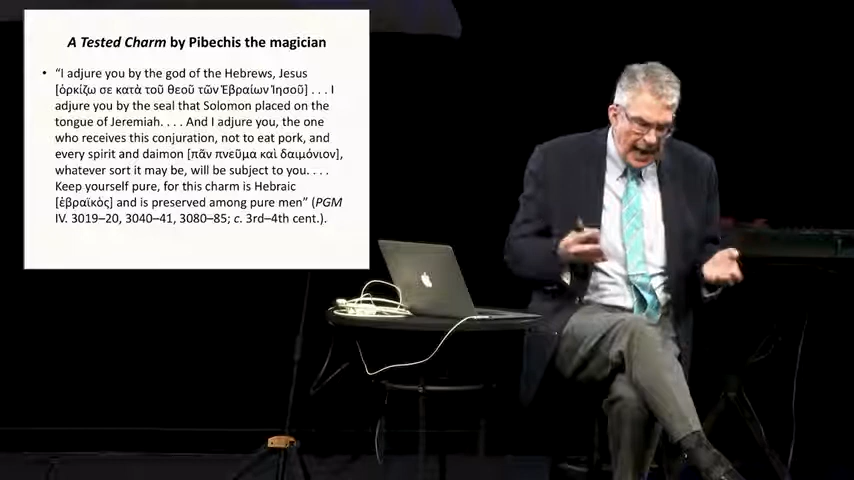 A Tested Charm by Pibechis the magician
• “I adjure you by the god of the Hebrews, Jesus
[ὁρκίζω σε κατὰ τοῦ θεοῦ τῶν Ἑβραίων Ἰησοῦ] . . . I
adjure you by the seal that Solomon placed on the
tongue of Jeremiah. . . . And I adjure you, the one
who receives this conjuration, not to eat pork, and
every spirit and daimon [πᾶν πνεῦμα καὶ δαιμόνιον],
whatever sort it may be, will be subject to you. . . .
Keep yourself pure, for this charm is Hebraic
[ἑβραϊκὸς] and is preserved among pure men” (PGM
IV. 3019–20, 3040–41, 3080–85; c. 3rd–4th cent.).